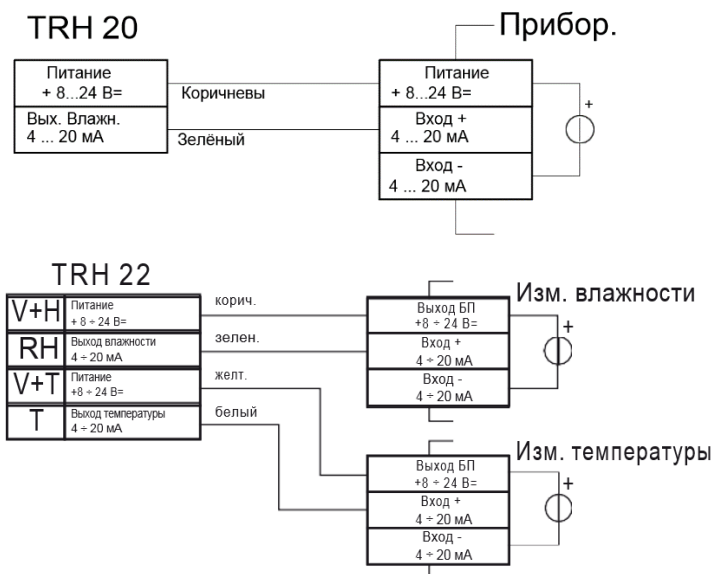 TRH 20
Прибор.
Питание
+ 8...24 В=
Коричневы
Питание
+ 8...24 В=
+
Вых. Влажн.
4 ... 20 мА
Зелёный
Вход +
4 ... 20 мА
Вход -
4 ... 20 мА
TRH 22
V+H
Питание
+ 8 ÷ 24 В=
корич.
RH
Выход влажности
4 ÷ 20 мА
зелен.
V+T
Питание
+8 ÷ 24 В=
желт.
T
Выход температуры
4 ÷ 20 мА
белый
Изм. влажности
Выход БП
+8 ÷ 24 В=
+
Вход +
4 ÷ 20 мА
Вход -
4 ÷ 20 мА
Изм. температуры
Выход БП
+8 ÷ 24 В=
+
Вход +
4 ÷ 20 мА
Вход -
4 ÷ 20 мА